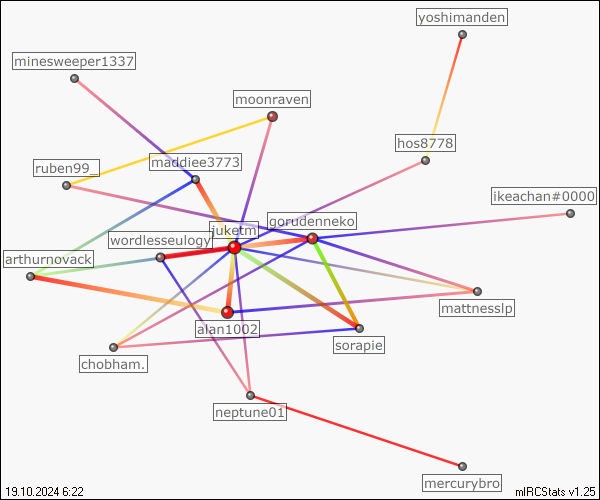 yoshimanden
minesweeper1337
moonraven
hos8778
maddiee3773
ruben99_
ikeachan#0000
gorudenneko
juketm
wordlesseulogy
arthurnovack
mattnesslp
alan1002
sorapie
chobham.
neptune01
mercurybro
19.10.2024 6:22
mIRCStats v1.25